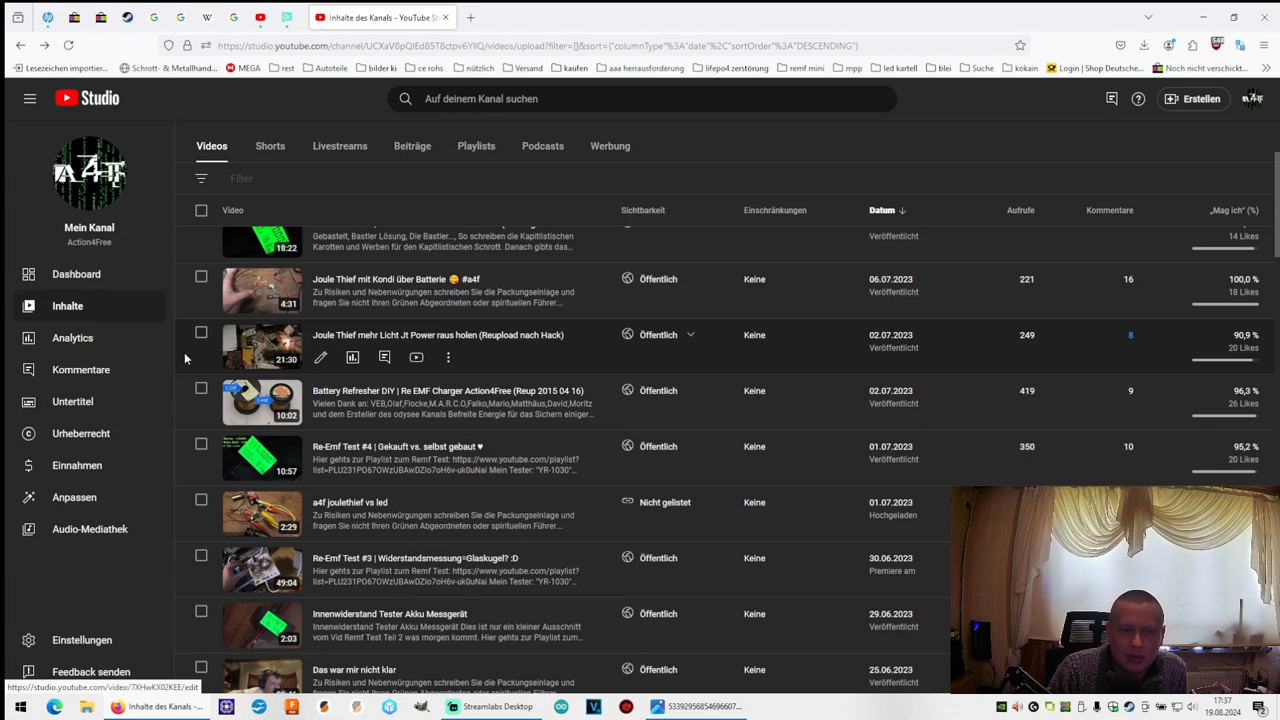 Inhalte des Kanals - YouTube St
https://studio.youtube.com/channel/UCXaV8pQIEd85T8ctpv6YIIQ/videos/upload?filter=[]&sort={"columnType"%3A"date"%2C"sortOrder"%3A"DESCENDING"}
Lesezeichen importier...
Schrott- & Metallhand...
MEGA
rest
Autoteile
bilder ki
ce rohs
nützlich
Versand
kaufen
aaa herrausforderung
lifepo4 zerstörung
remf mini
mpp
led kartell
blei
Suche
kokain
Login | Shop Deutsche...
Noch nicht verschickt...
Studio
Auf deinem Kanal suchen
Erstellen
A4F
Mein Kanal
Action4Free
Dashboard
Inhalte
Analytics
Kommentare
Untertitel
Urheberrecht
Einnahmen
Anpassen
Audio-Mediathek
Einstellungen
Feedback senden
Videos Shorts Livestreams Beiträge Playlists Podcasts Werbung
Filter
Video Sichtbarkeit Einschränkungen Datum Aufrufe Kommentare „Mag ich“ (%)
Gebastelt, Bastler Lösung, Die Bastler..., So schreiben die Kapitlistischen Veröffentlicht 14 Likes
18:22 Karotten und Werben für den Kapitlistischen Schrott. Danach gibts das...
Joule Thief mit Kondi über Batterie 😋 #a4f Öffentlich Keine 06.07.2023 221 16 100,0 %
Zu Risiken und Nebenwürungen schreiben Sie die Packungseinlage und Veröffentlicht 18 Likes
4:31 fragen Sie nicht Ihren Grünen Abgeordneten oder spirituellen Führer...
Joule Thief mehr Licht Jt Power raus holen (Reupload nach Hack) Öffentlich Keine 02.07.2023 249 8 90,9 %
Veröffentlicht 20 Likes
21:30
Battery Refresher DIY | Re EMF Charger Action4Free (Reup 2015 04 16) Öffentlich Keine 02.07.2023 419 9 96,3 %
Vielen Dank an: VEB,Olaf,Flocke,M.A.R.C.O,Falko,Mario,Matthäus,David,Moritz Veröffentlicht 26 Likes
10:02 und dem Ersteller des odysee Kanals Befreite Energie für das Sichern einiger...
Re-Emf Test #4 | Gekauft vs. selbst gebaut ♥ Öffentlich Keine 01.07.2023 350 10 95,2 %
Hier gehts zur Playlist zum Remf Test: https://www.youtube.com/playlist? Veröffentlicht 20 Likes
10:57 list=PLU231PO67OWzUBAwDZIo7oH6v-uk0uNai Mein Tester: "YR-1030"...
a4f joulethief vs led Nicht gelistet Keine 01.07.2023
Zu Risiken und Nebenwürungen schreiben Sie die Packungseinlage und Hochgeladen
2:29 fragen Sie nicht Ihren Grünen Abgeordneten oder spirituellen Führer...
Re-Emf Test #3 | Widerstandsmessung=Glaskugel? :D Öffentlich Keine 30.06.2023
Hier gehts zur Playlist zum Remf Test: https://www.youtube.com/playlist? Premiere am
49:04 list=PLU231PO67OWzUBAwDZIo7oH6v-uk0uNai Mein Tester: "YR-1030"...
Innenwiderstand Tester Akku Messgerät Öffentlich Keine 29.06.2023
Innenwiderstand Tester Akku Messgerät Dies ist nur ein kleiner Ausschnitt Veröffentlicht
2:03 vom Vid Remf Test Teil 2 was morgen kommt. Hier gehts zur Playlist zum...
Das war mir nicht klar Öffentlich Keine 25.06.2023
Zu Risiken und Nebenwürungen schreiben Sie die Packungseinlage und Veröffentlicht
https://studio.youtube.com/video/7XHwKX02KEE/edit
Inhalte des Kanals -...
Streamlabs Desktop
53392956854696607...
17:37
19.08.2024